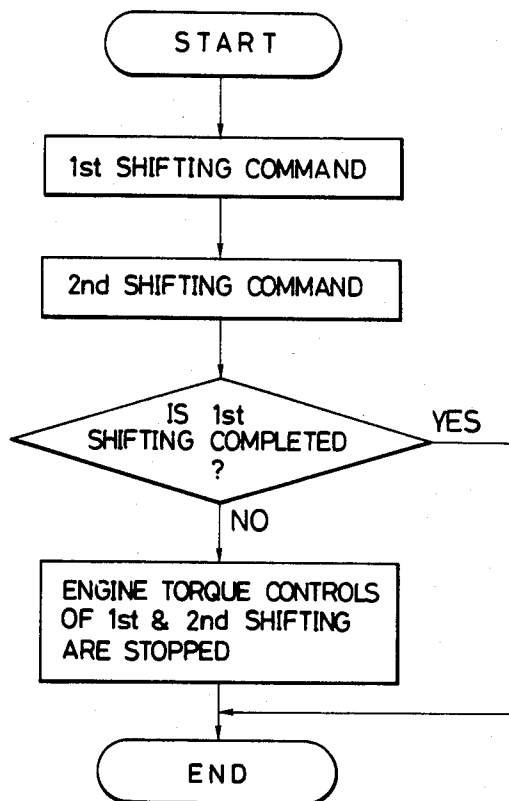 START
1st SHIFTING COMMAND
2nd SHIFTING COMMAND
IS 1st
SHIFTING COMPLETED
?
YES
NO
ENGINE TORQUE CONTROLS
OF 1st & 2nd SHIFTING
ARE STOPPED
END